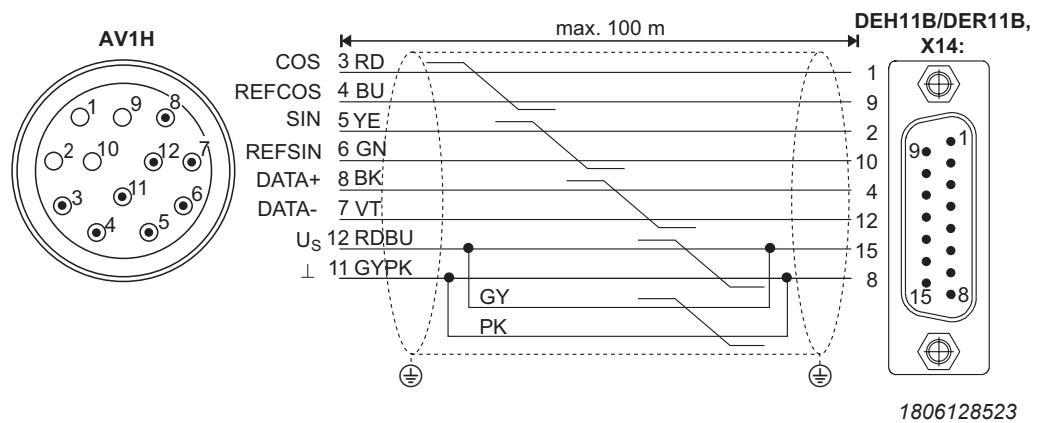 DEH11B/DER11B,
X14:
AV1H
max. 100 m
COS 3 RD 1
REFCOS 4 BU 9
SIN 5 YE 2
REFSIN 6 GN 10
DATA+ 8 BK 4
DATA- 7 VT 12
US 12 RDBU 15
⊥ 11 GYPK 8
GY
PK
1 9 8
2 10 12 7
3 11 6
4 5
1
9
15 8
1806128523